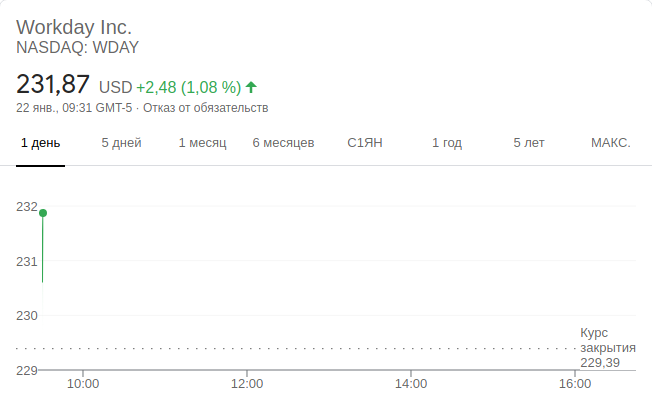 Workday Inc.
NASDAQ: WDAY
231,87 USD +2,48 (1,08 %)
22 янв., 09:31 GMT-5 · Отказ от обязательств
1 день 5 дней 1 месяц 6 месяцев С1ЯН 1 год 5 лет МАКС.
232
231
230
Курс
закрытия
229,39
229
10:00 12:00 14:00 16:00